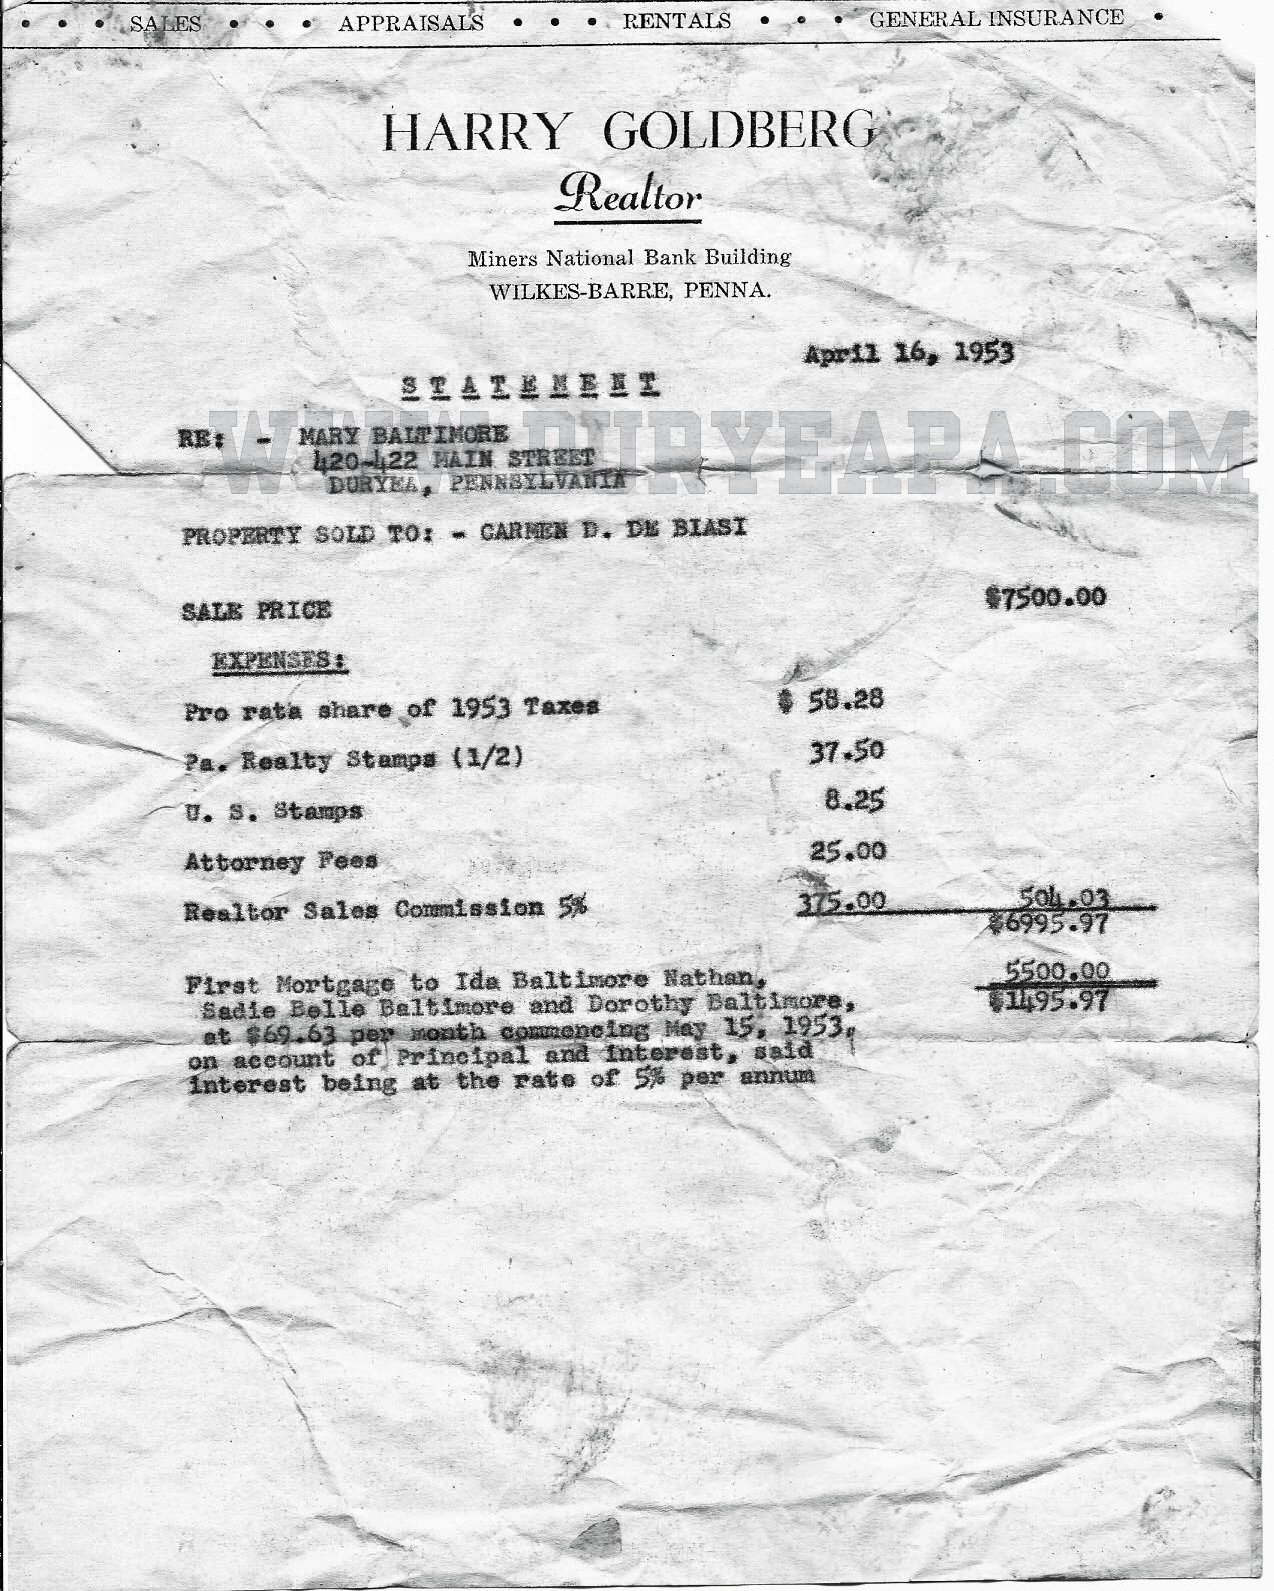 • • • SALES • • • APPRAISALS • • • RENTALS • • • GENERAL INSURANCE •
HARRY GOLDBERG
Realtor
Miners National Bank Building
WILKES-BARRE, PENNA.
April 16, 1953
STATEMENT
WWW.DURYEAPA.COM
RE: - MARY BALTIMORE
420-422 MAIN STREET
DURYEA, PENNSYLVANIA
PROPERTY SOLD TO: - CARMEN D. DE BIASI
SALE PRICE $7500.00
EXPENSES:
Pro rata share of 1953 Taxes $ 58.28
Pa. Realty Stamps (1/2) 37.50
U. S. Stamps 8.25
Attorney Fees 25.00
Realtor Sales Commission 5% 375.00 504.03
$6995.97
First Mortgage to Ida Baltimore Nathan, 5500.00
Sadie Belle Baltimore and Dorothy Baltimore, $1495.97
at $69.63 per month commencing May 15, 1953,
on account of Principal and interest, said
interest being at the rate of 5% per annum